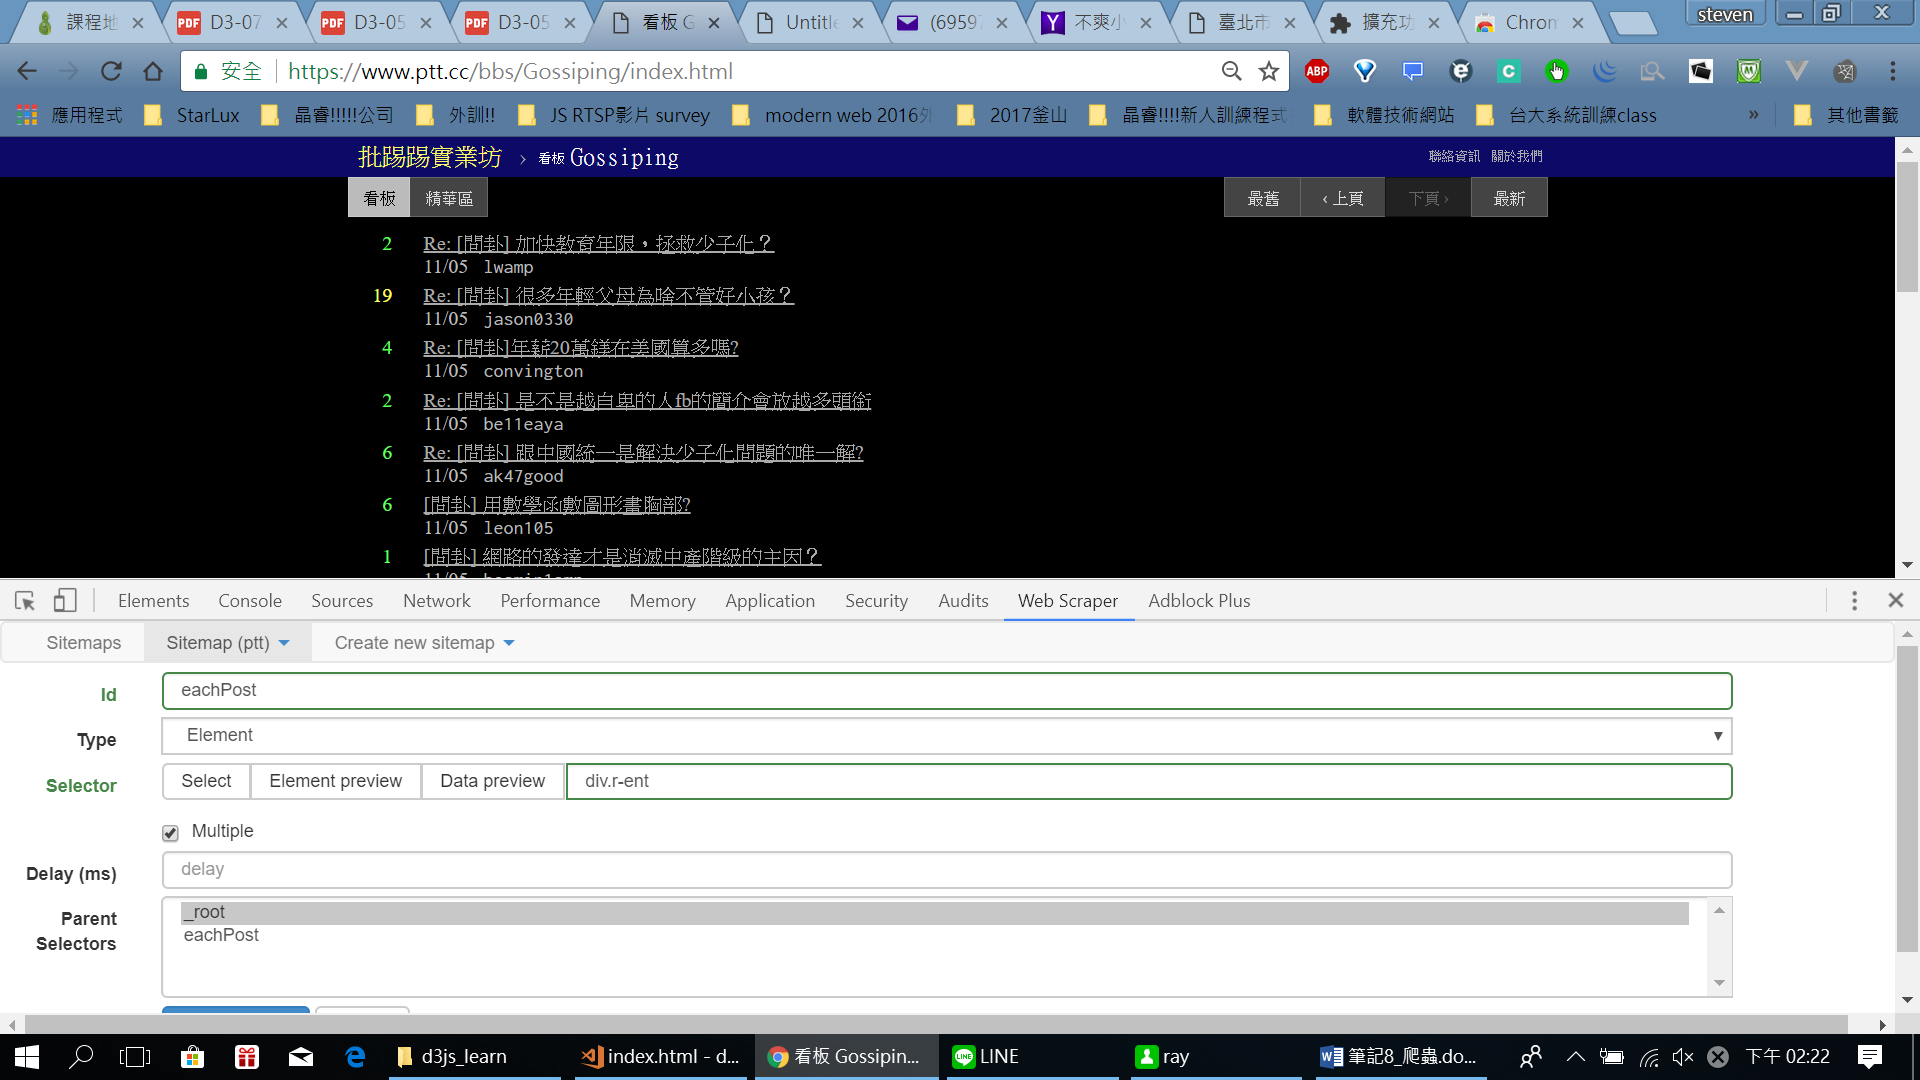 課程地 D3-07 D3-05 D3-05 看板 G Untitle (69597 不爽小 臺北市 擴充功 Chrom steven
安全 https://www.ptt.cc/bbs/Gossiping/index.html
應用程式 StarLux 晶睿!!!!!公司 外訓!! JS RTSP影片 survey modern web 2016外 2017釜山 晶睿!!!!新人訓練程式 軟體技術網站 台大系統訓練class » 其他書籤
批踢踢實業坊 › 看板 Gossiping 聯絡資訊 關於我們
看板 精華區 最舊 ‹ 上頁 下頁 › 最新
2 Re: [問卦] 加快教育年限，拯救少子化？
11/05 lwamp
19 Re: [問卦] 很多年輕父母為啥不管好小孩？
11/05 jason0330
4 Re: [問卦]年薪20萬鎂在美國算多嗎?
11/05 convington
2 Re: [問卦] 是不是越自卑的人fb的簡介會放越多頭銜
11/05 be11eaya
6 Re: [問卦] 跟中國統一是解決少子化問題的唯一解?
11/05 ak47good
6 [問卦] 用數學函數圖形畫胸部?
11/05 leon105
1 [問卦] 網路的發達才是消滅中產階級的主因？
Elements Console Sources Network Performance Memory Application Security Audits Web Scraper Adblock Plus
Sitemaps Sitemap (ptt) Create new sitemap
Id eachPost
Type Element
Selector Select Element preview Data preview div.r-ent
Multiple
Delay (ms) delay
Parent Selectors _root
eachPost
d3js_learn index.html - d... 看板 Gossipin... LINE ray 筆記8_爬蟲.do... 下午 02:22